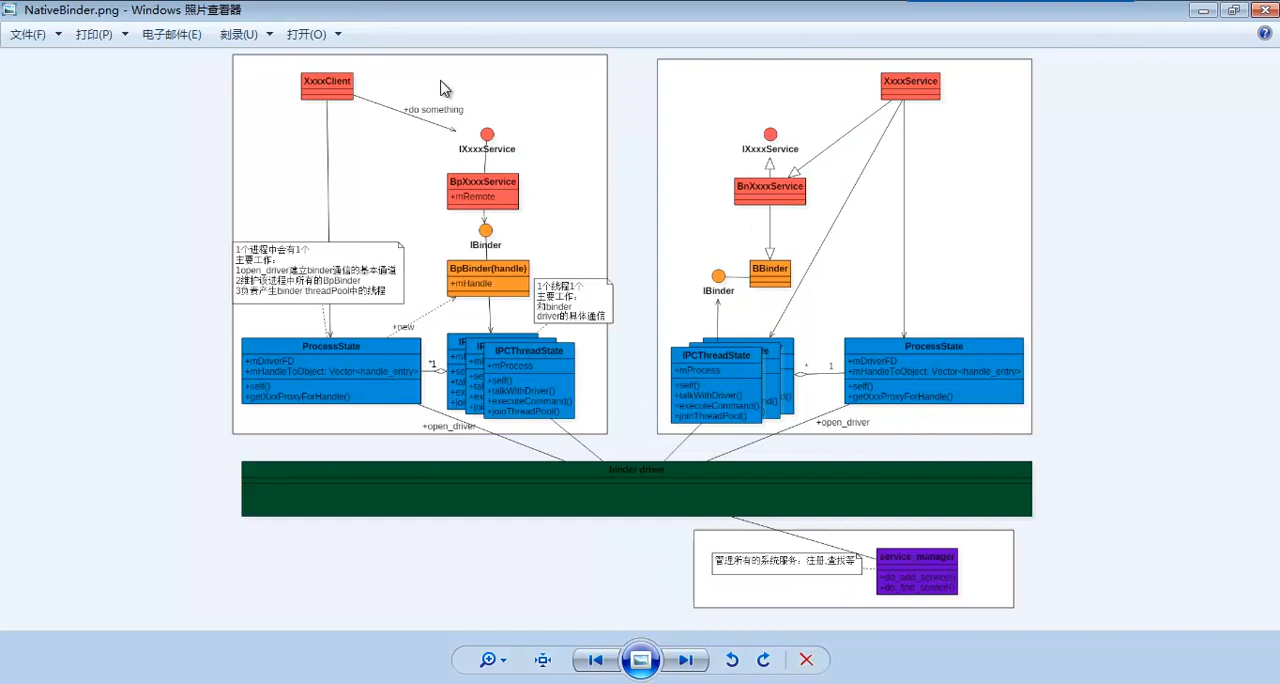 NativeBinder.png - Windows 照片查看器
文件(F) 打印(P) 电子邮件(E) 刻录(U) 打开(O)
XxxxClient
+do something
IXxxxService
BpXxxxService
+mRemote
IBinder
BpBinder(handle)
+mHandle
1个进程中会有1个
主要工作:
1open_driver建立binder通信的基本通道
2维护该进程中所有的BpBinder
3负责产生binder threadPool中的线程
1个线程1个
主要工作:
和binder
driver的具体通信
+new
ProcessState
+mDriverFD
+mHandleToObject: Vector<handle_entry>
+self()
+getXxxProxyForHandle()
*1
IPCThreadState
+mProcess
+self()
+talkWithDriver()
+executeCommand()
+joinThreadPool()
+open_driver
XxxxService
IXxxxService
BnXxxxService
BBinder
IBinder
IPCThreadState
+mProcess
+self()
+talkWithDriver()
+executeCommand()
+joinThreadPool()
* 1
ProcessState
+mDriverFD
+mHandleToObject: Vector<handle_entry>
+self()
+getXxxProxyForHandle()
+open_driver
binder driver
管理所有的系统服务: 注册,查找等
service_manager
+do_add_service()
+do_find_service()